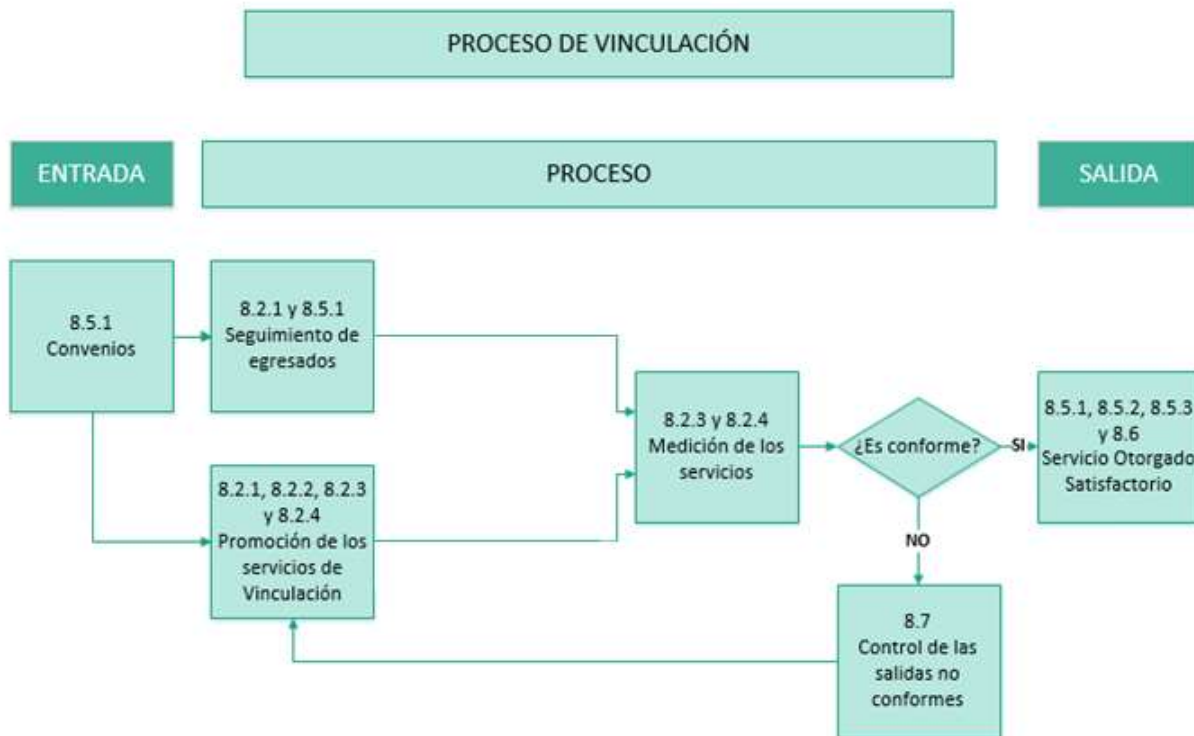 PROCESO DE VINCULACIÓN
ENTRADA
PROCESO
SALIDA
8.5.1
Convenios
8.2.1 y 8.5.1
Seguimiento de
egresados
8.2.1, 8.2.2, 8.2.3
y 8.2.4
Promoción de los
servicios de
Vinculación
8.2.3 y 8.2.4
Medición de los
servicios
¿Es conforme?
SI
NO
8.5.1, 8.5.2, 8.5.3
y 8.6
Servicio Otorgado
Satisfactorio
8.7
Control de las
salidas no
conformes